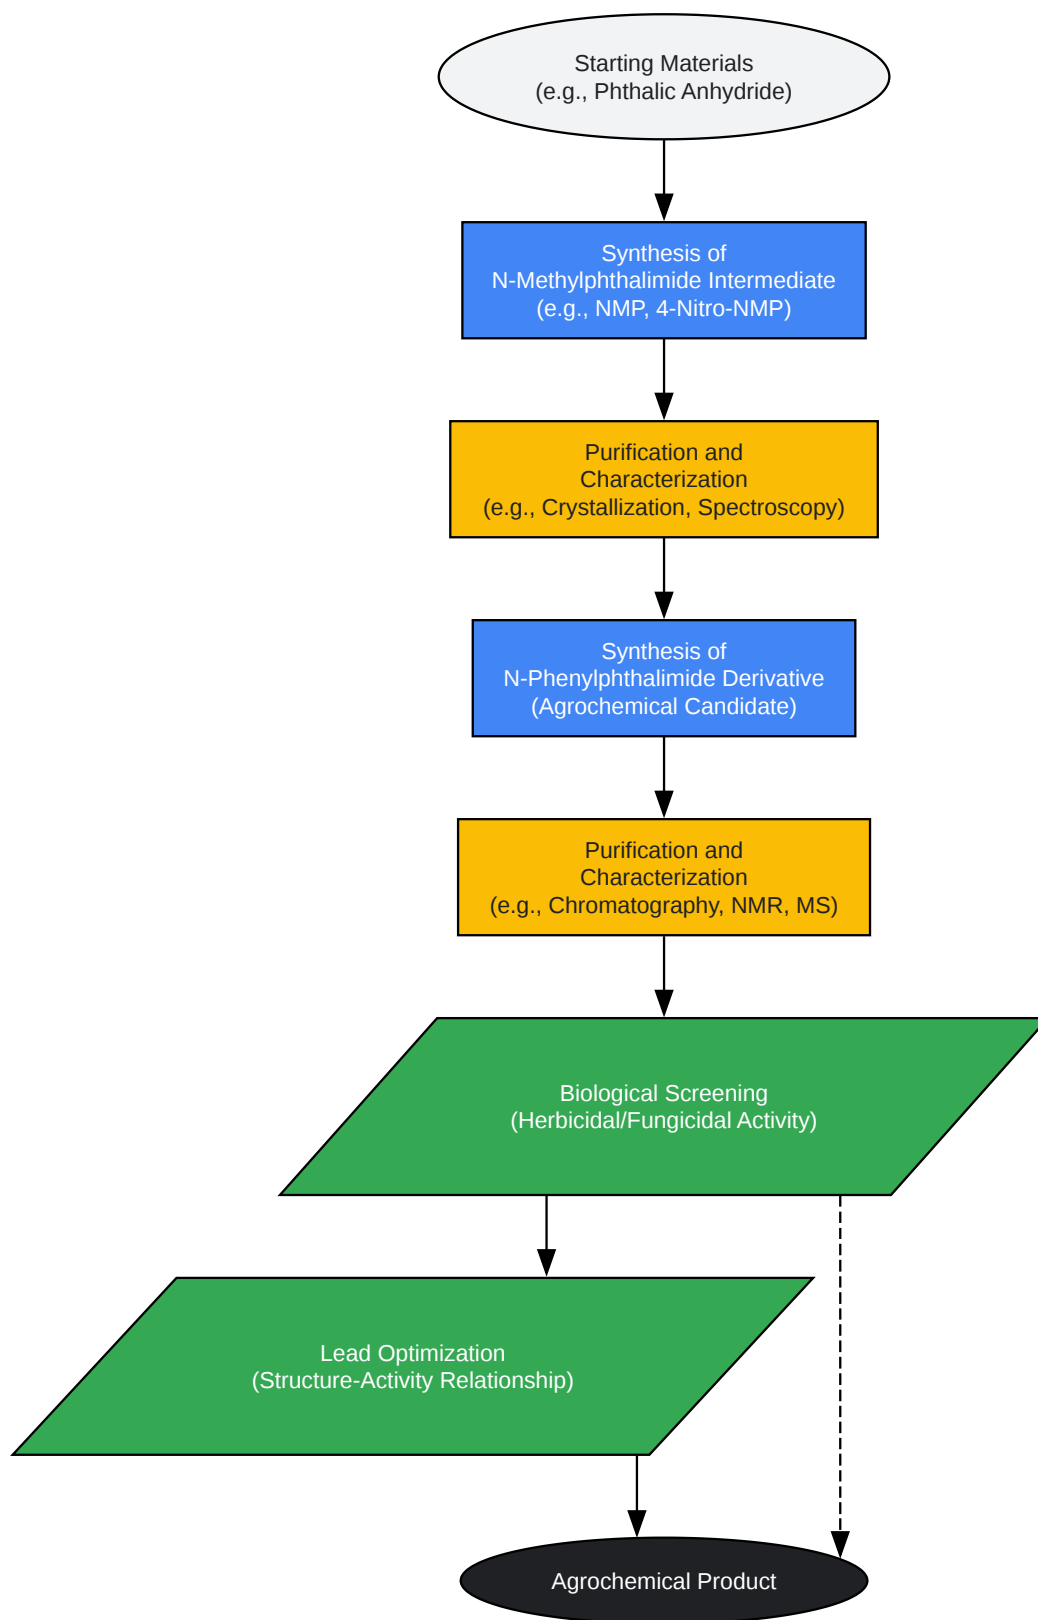 Starting Materials
(e.g., Phthalic Anhydride)
Synthesis of
N-Methylphthalimide Intermediate
(e.g., NMP, 4-Nitro-NMP)
Purification and
Characterization
(e.g., Crystallization, Spectroscopy)
Synthesis of
N-Phenylphthalimide Derivative
(Agrochemical Candidate)
Purification and
Characterization
(e.g., Chromatography, NMR, MS)
Biological Screening
(Herbicidal/Fungicidal Activity)
Lead Optimization
(Structure-Activity Relationship)
Agrochemical Product